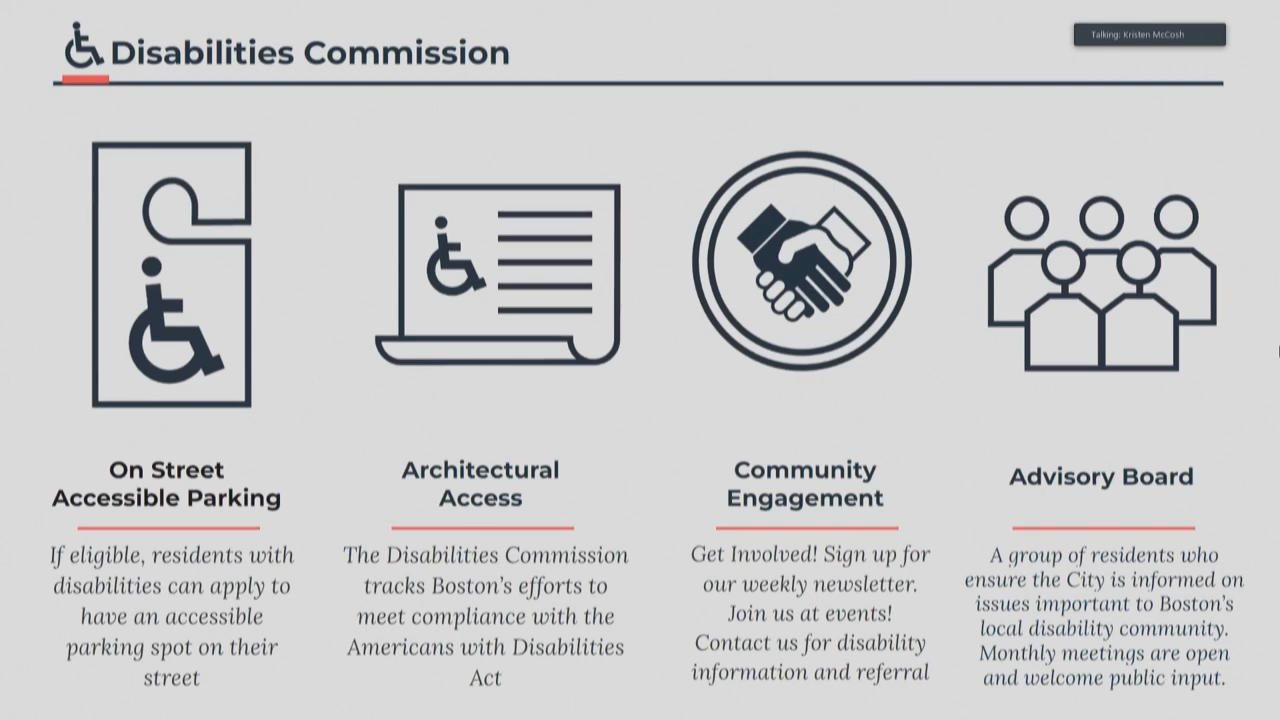 Disabilities Commission
Talking: Kristen McCosh
On Street
Accessible Parking
If eligible, residents with
disabilities can apply to
have an accessible
parking spot on their
street
Architectural
Access
The Disabilities Commission
tracks Boston's efforts to
meet compliance with the
Americans with Disabilities
Act
Community
Engagement
Get Involved! Sign up for
our weekly newsletter.
Join us at events!
Contact us for disability
information and referral
Advisory Board
A group of residents who
ensure the City is informed on
issues important to Boston's
local disability community.
Monthly meetings are open
and welcome public input.